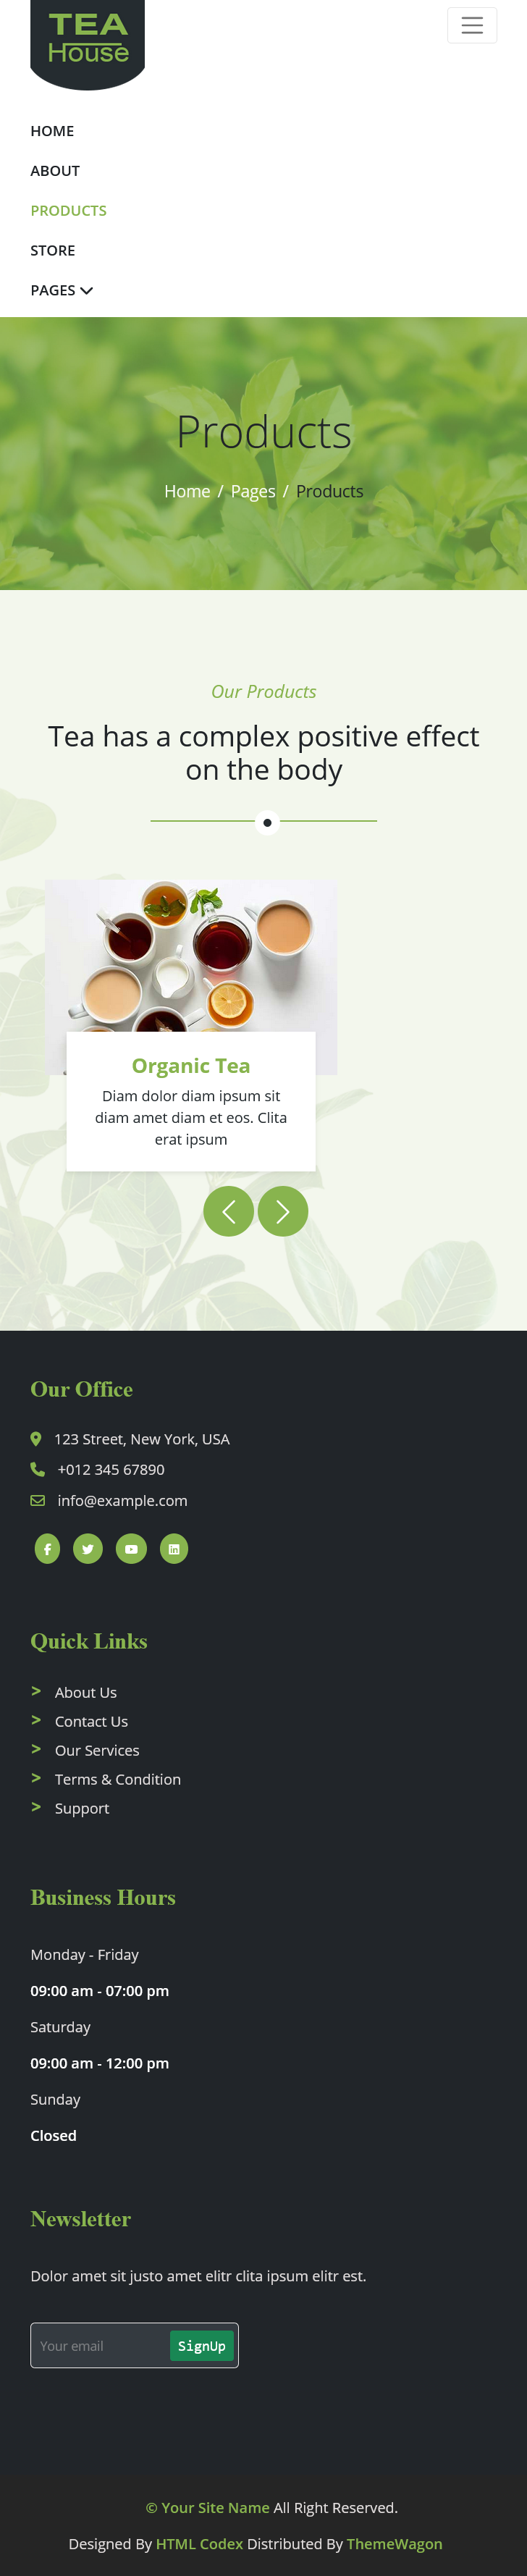 TEA
House
HOME
ABOUT
PRODUCTS
STORE
PAGES
Products
Home / Pages / Products
Our Products
Tea has a complex positive effect
on the body
Organic Tea
Diam dolor diam ipsum sit
diam amet diam et eos. Clita
erat ipsum
Our Office
123 Street, New York, USA
+012 345 67890
info@example.com
Quick Links
> About Us
> Contact Us
> Our Services
> Terms & Condition
> Support
Business Hours
Monday - Friday
09:00 am - 07:00 pm
Saturday
09:00 am - 12:00 pm
Sunday
Closed
Newsletter
Dolor amet sit justo amet elitr clita ipsum elitr est.
Your email SignUp
© Your Site Name All Right Reserved.
Designed By HTML Codex Distributed By ThemeWagon